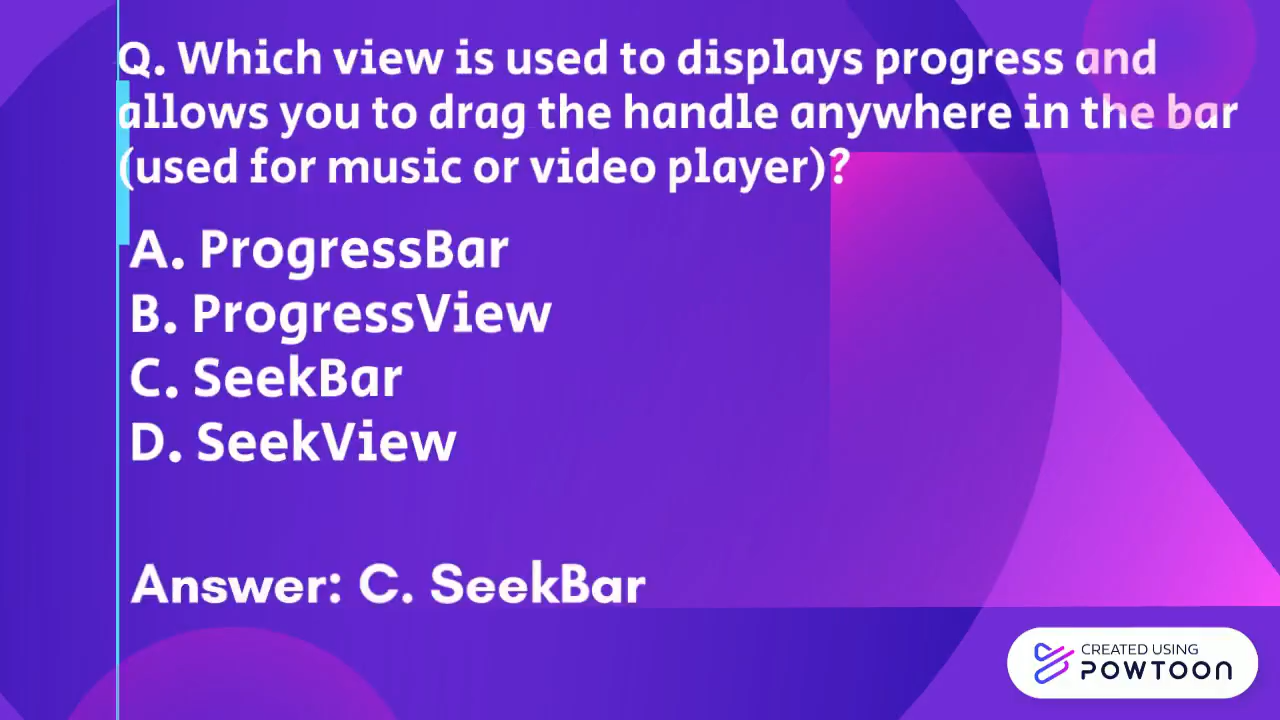 Q. Which view is used to displays progress and
allows you to drag the handle anywhere in the bar
(used for music or video player)?
A. ProgressBar
B. ProgressView
C. SeekBar
D. SeekView
Answer: C. SeekBar
CREATED USING
POWTOON